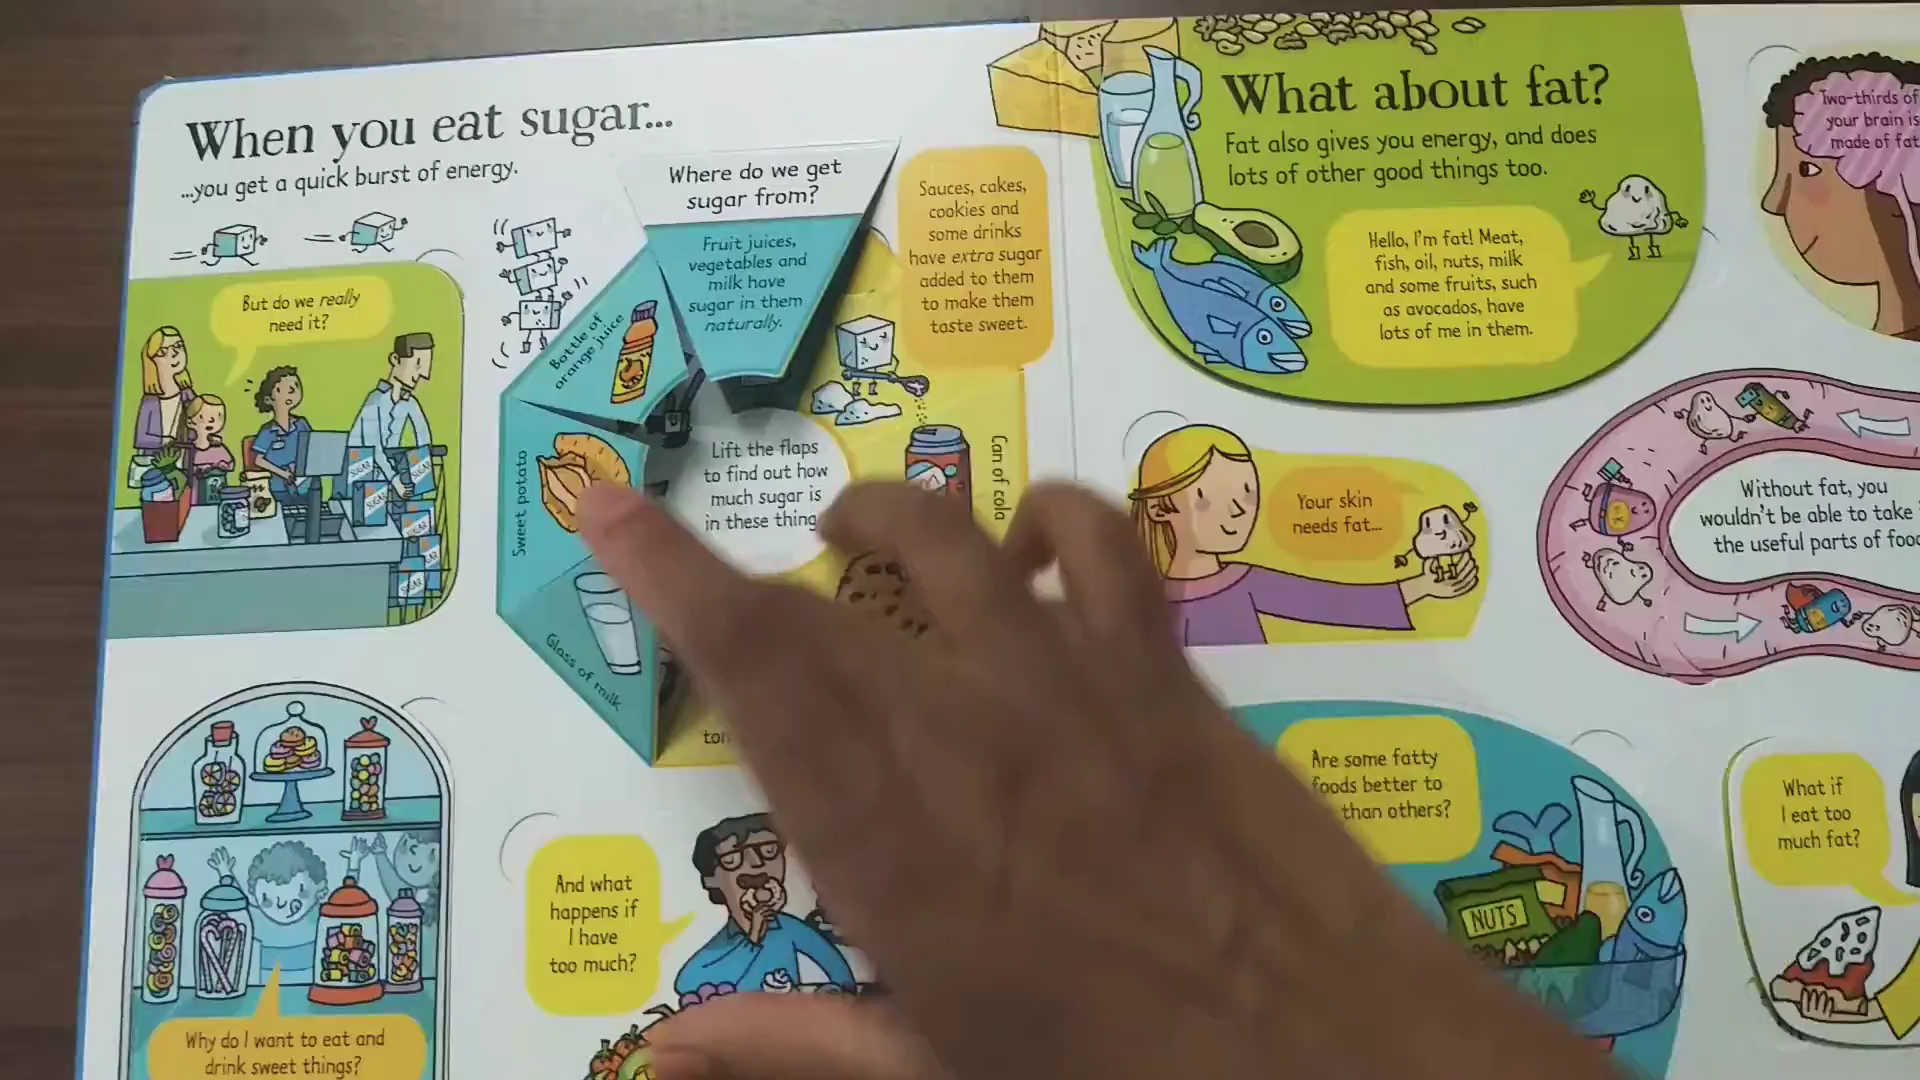 When you eat sugar...
...you get a quick burst of energy.
But do we really
need it?
SUGAR
SUGAR
SUGAR
SUGAR
SUGAR
SUGAR
Where do we get
sugar from?
Fruit juices,
vegetables and
milk have
sugar in them
naturally.
Sauces, cakes,
cookies and
some drinks
have extra sugar
added to them
to make them
taste sweet.
Bottle of
orange juice
Sweet potato
Glass of milk
Can of cola
Lift the flaps
to find out how
much sugar is
in these
Why do I want to eat and
drink sweet things?
And what
happens if
I have
too much?
What about fat?
Fat also gives you energy, and does
lots of other good things too.
Hello, I'm fat! Meat,
fish, oil, nuts, milk
and some fruits, such
as avocados, have
lots of me in them.
Two-thirds of
your brain is
made of fat
Your skin
needs fat...
Without fat, you
wouldn't be able to take
the useful parts of
Are some fatty
foods better to
than others?
NUTS
What if
I eat too
much fat?